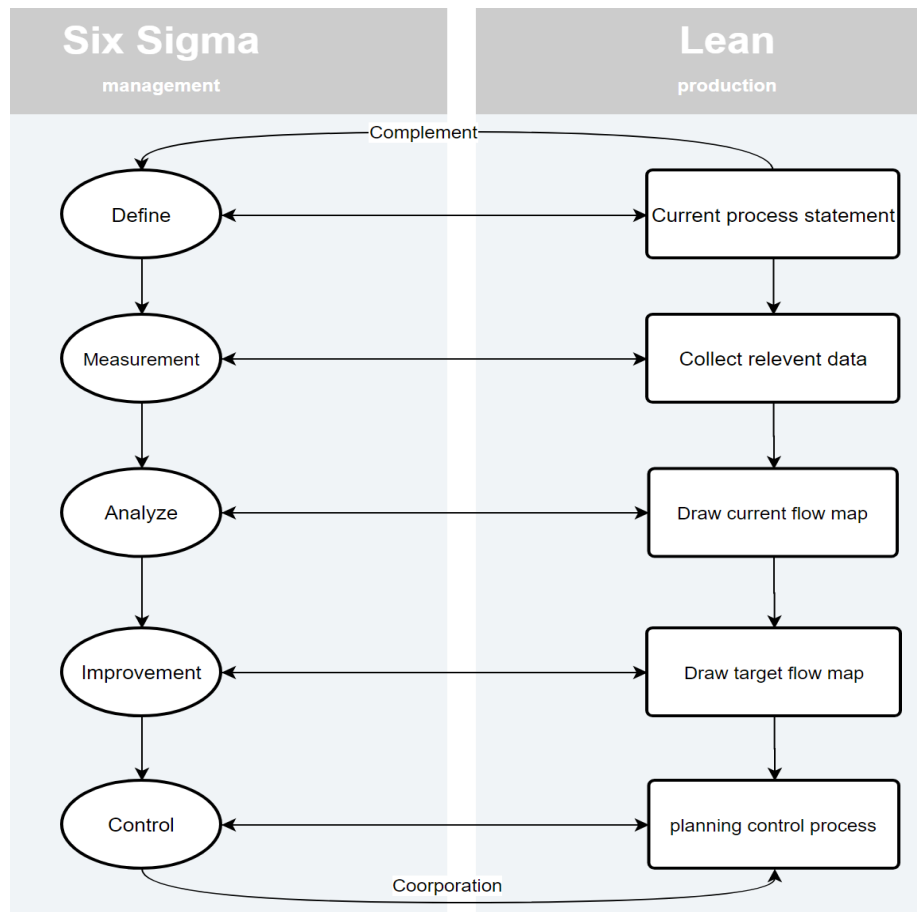 Six Sigma
Lean
management
production
Complement
Define
Current process statement
Measurement
Collect relevent data
Analyze
Draw current flow map
Improvement
Draw target flow map
Control
planning control process
Coorporation